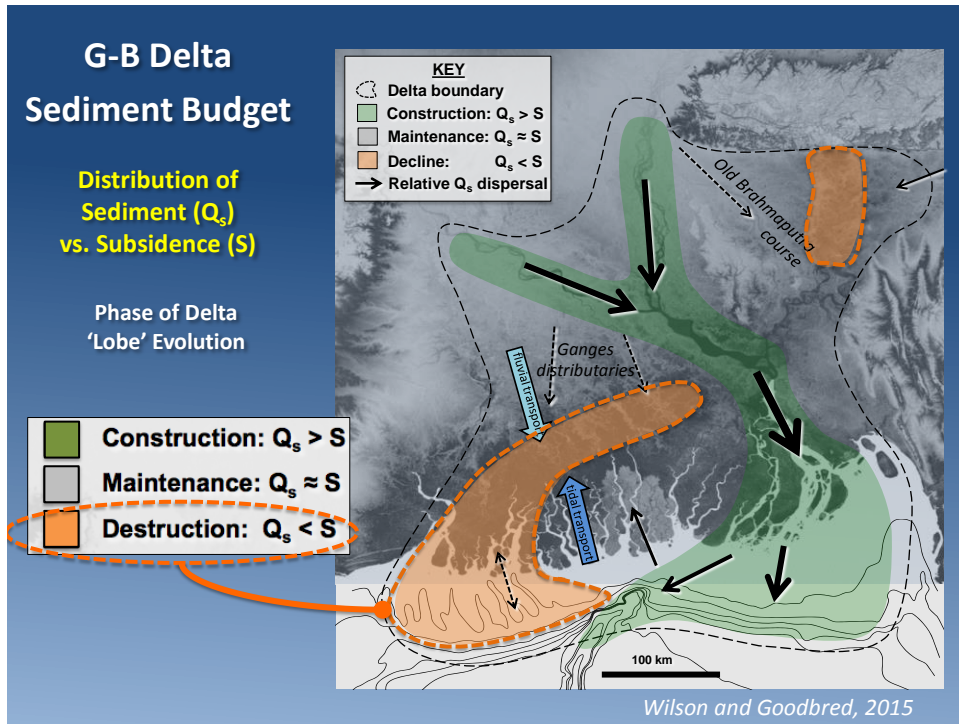 G-B Delta
Sediment Budget
Distribution of
Sediment (Qs)
vs. Subsidence (S)
Phase of Delta
‘Lobe’ Evolution
Construction: Qs > S
Maintenance: Qs ≈ S
Destruction: Qs < S
KEY
Delta boundary
Construction: Qs > S
Maintenance: Qs ≈ S
Decline: Qs < S
Relative Qs dispersal
Old Brahmaputra
course
Ganges
distributaries
fluvial transport
tidal transport
100 km
Wilson and Goodbred, 2015